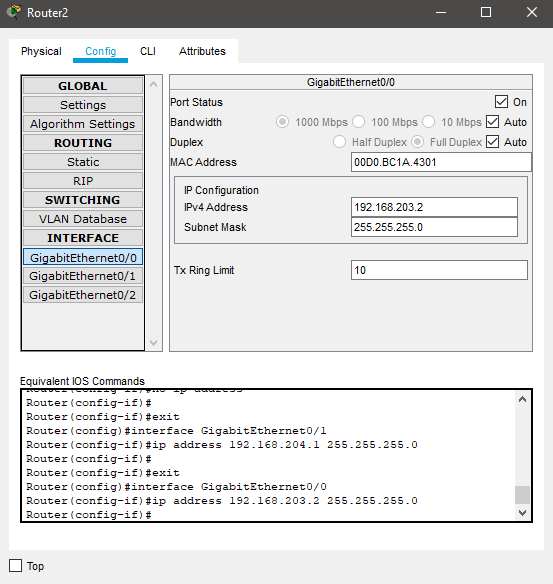 Router2
Physical Config CLI Attributes
GLOBAL
Settings
Algorithm Settings
ROUTING
Static
RIP
SWITCHING
VLAN Database
INTERFACE
GigabitEthernet0/0
GigabitEthernet0/1
GigabitEthernet0/2
GigabitEthernet0/0
Port Status On
Bandwidth 1000 Mbps 100 Mbps 10 Mbps Auto
Duplex Half Duplex Full Duplex Auto
MAC Address 00D0.BC1A.4301
IP Configuration
IPv4 Address 192.168.203.2
Subnet Mask 255.255.255.0
Tx Ring Limit 10
Equivalent IOS Commands
Router(config-if)#no ip address
Router(config-if)#
Router(config-if)#exit
Router(config)#interface GigabitEthernet0/1
Router(config-if)#ip address 192.168.204.1 255.255.255.0
Router(config-if)#
Router(config-if)#exit
Router(config)#interface GigabitEthernet0/0
Router(config-if)#ip address 192.168.203.2 255.255.255.0
Router(config-if)#
Top